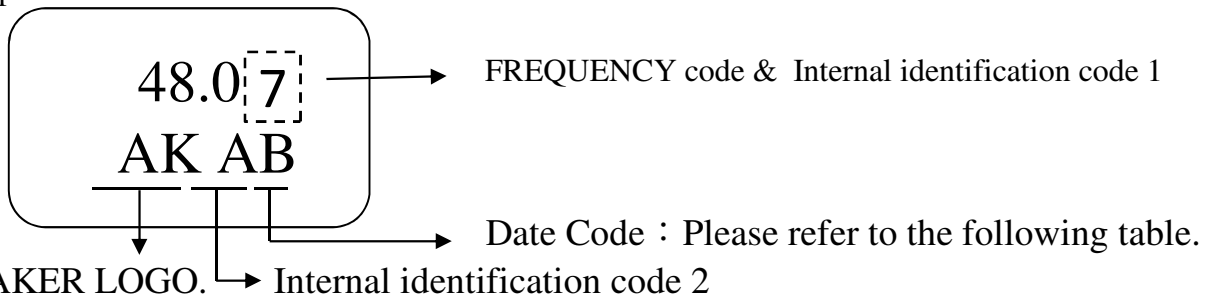 48.07
FREQUENCY code & Internal identification code 1
AK AB
Date Code：Please refer to the following table.
AKER LOGO.
Internal identification code 2